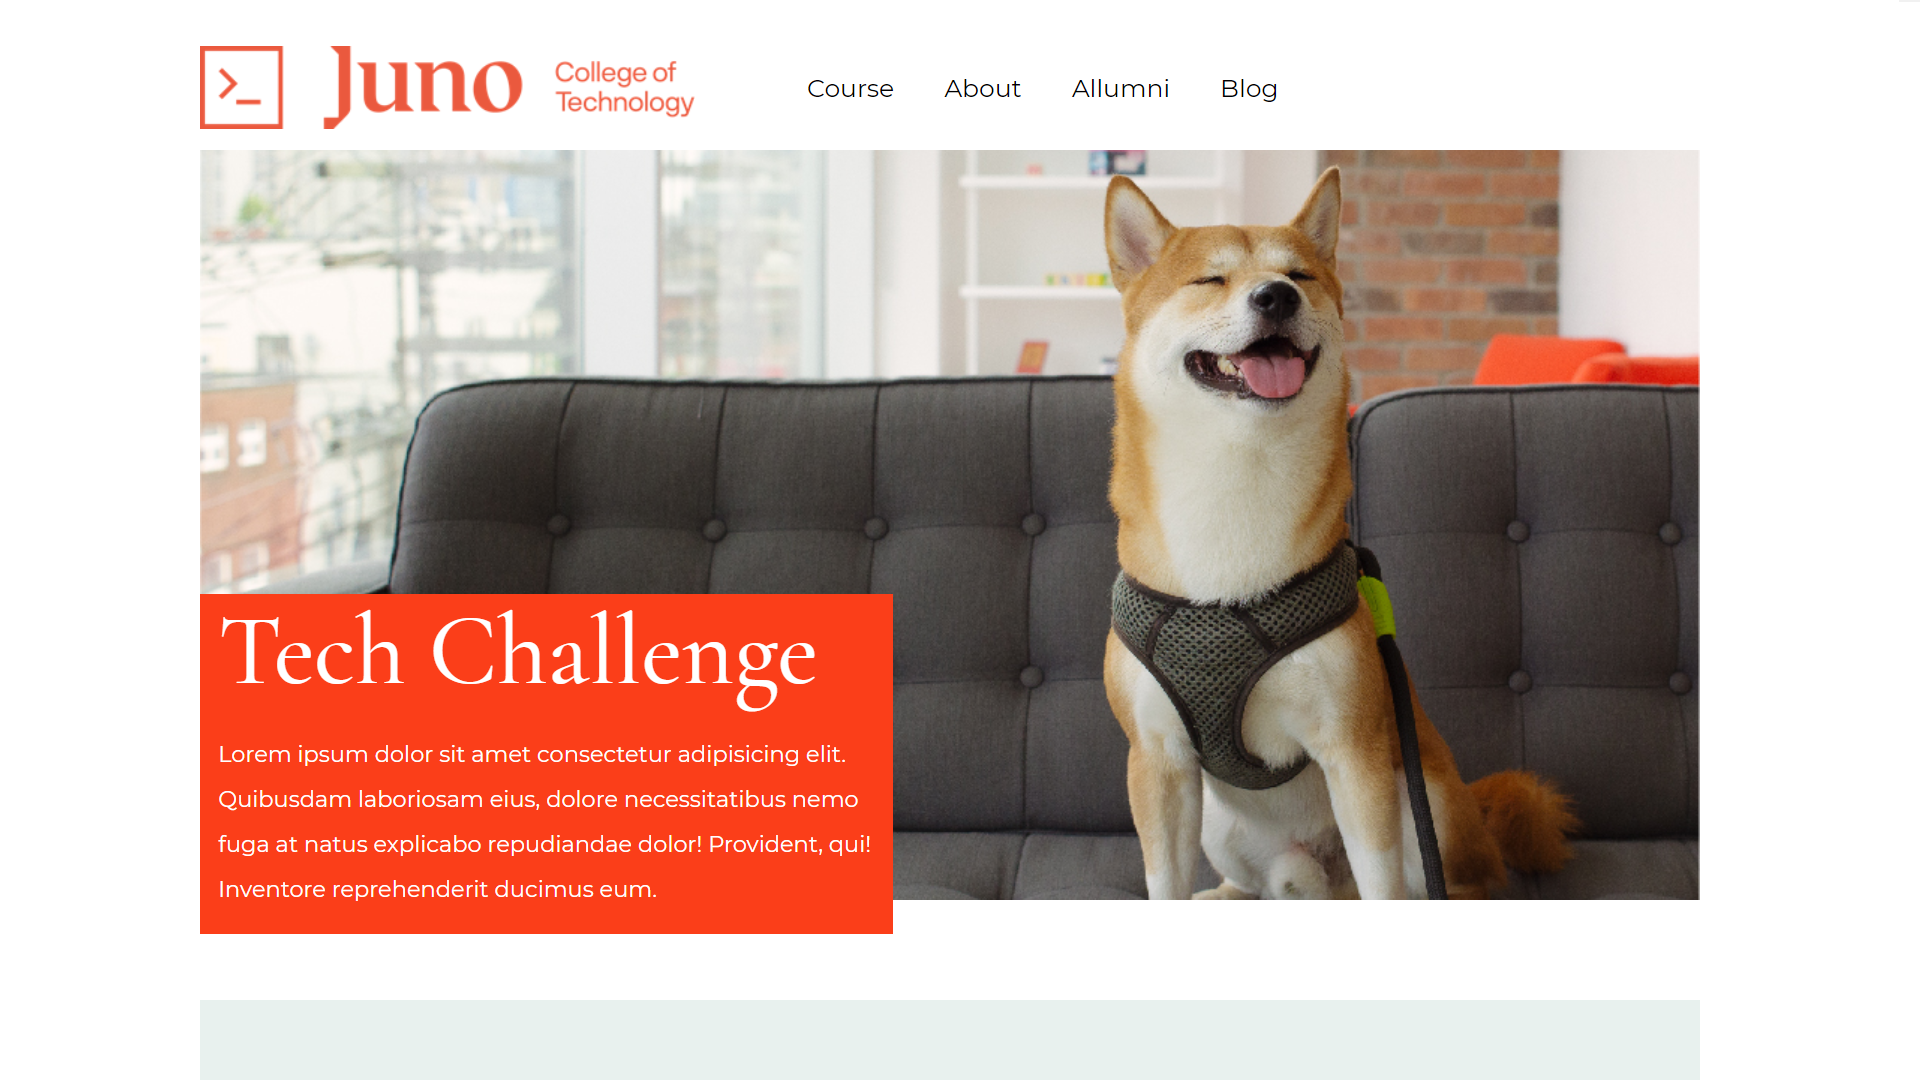 Juno
College of
Technology
Course
About
Allumni
Blog
Tech Challenge
Lorem ipsum dolor sit amet consectetur adipisicing elit.
Quibusdam laboriosam eius, dolore necessitatibus nemo
fuga at natus explicabo repudiandae dolor! Provident, qui!
Inventore reprehenderit ducimus eum.